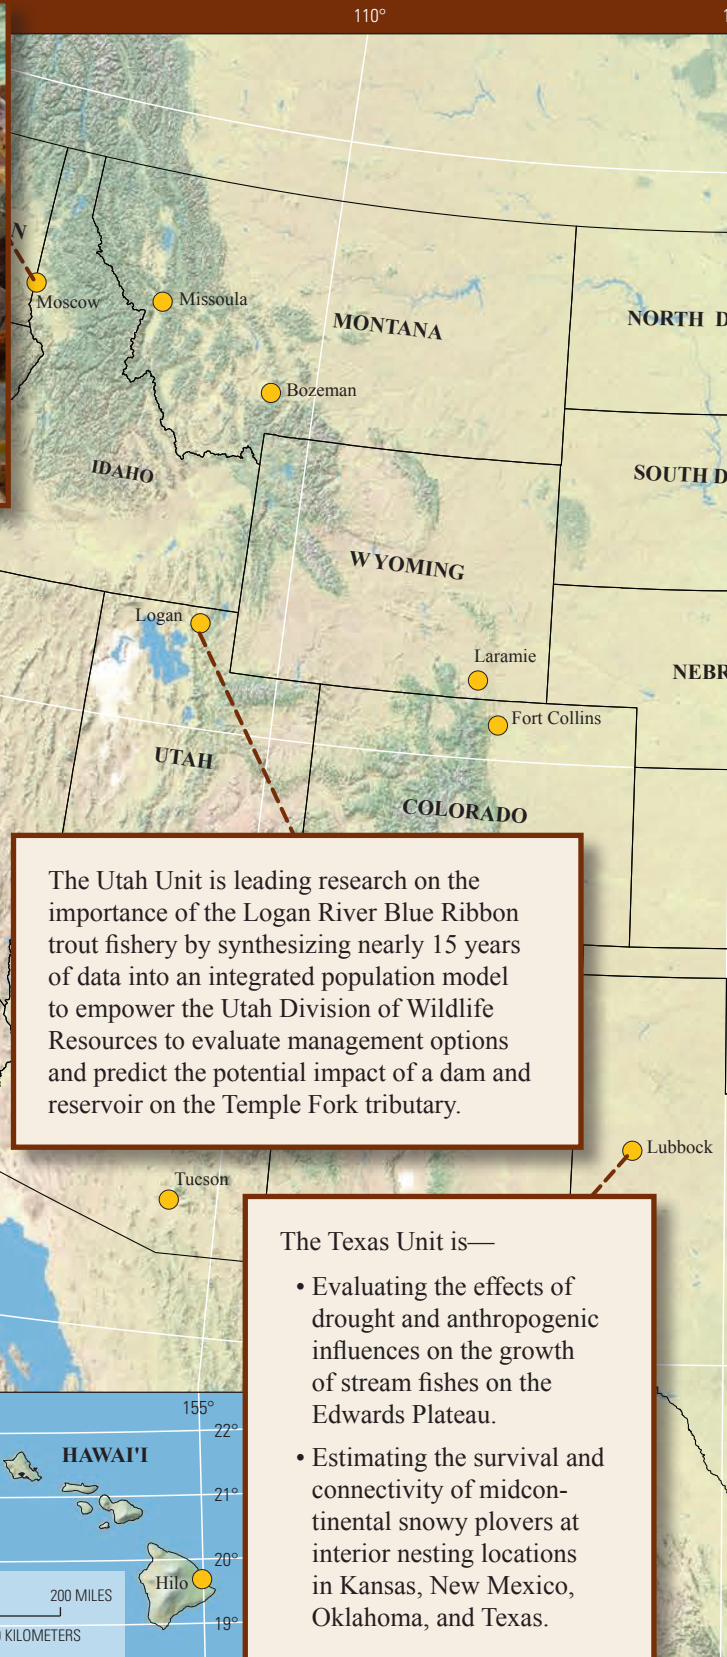 110°
N
Moscow
Missoula
MONTANA
NORTH D
Bozeman
IDAHO
SOUTH D
WYOMING
Logan
Laramie
NEBR
Fort Collins
UTAH
COLORADO
The Utah Unit is leading research on the
importance of the Logan River Blue Ribbon
trout fishery by synthesizing nearly 15 years
of data into an integrated population model
to empower the Utah Division of Wildlife
Resources to evaluate management options
and predict the potential impact of a dam and
reservoir on the Temple Fork tributary.
Lubbock
Tucson
The Texas Unit is—
• Evaluating the effects of
drought and anthropogenic
influences on the growth
of stream fishes on the
Edwards Plateau.
• Estimating the survival and
connectivity of midcon-
tinental snowy plovers at
interior nesting locations
in Kansas, New Mexico,
Oklahoma, and Texas.
155°
22°
HAWAI'I
21°
20°
Hilo
200 MILES
19°
KILOMETERS